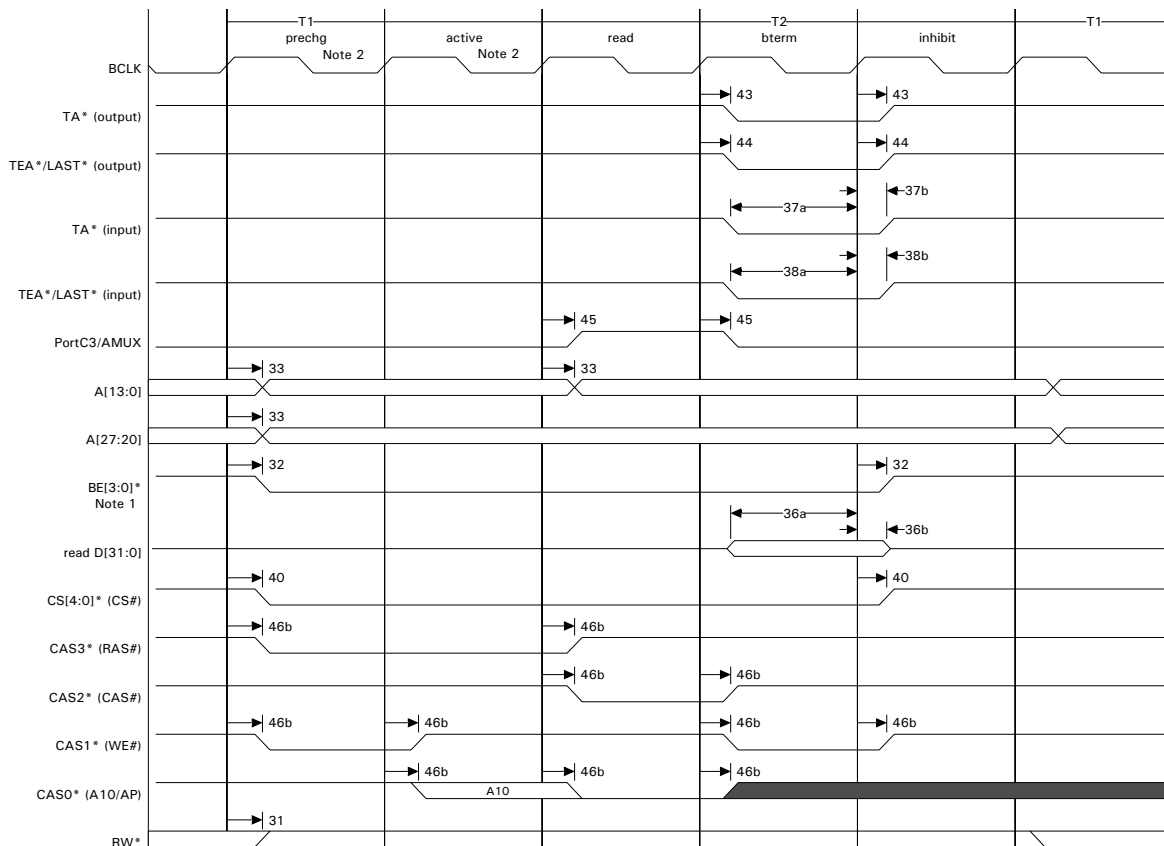 T1 T2 T1
prechg active read bterm inhibit
Note 2 Note 2
BCLK
43 43
TA* (output)
44 44
TEA*/LAST* (output)
37b
37a
TA* (input)
38b
38a
TEA*/LAST* (input)
45 45
PortC3/AMUX
33 33
A[13:0]
33
A[27:20]
32 32
BE[3:0]*
Note 1
36a
36b
read D[31:0]
40 40
CS[4:0]* (CS#)
46b 46b
CAS3* (RAS#)
46b 46b
CAS2* (CAS#)
46b 46b 46b 46b
CAS1* (WE#)
46b 46b 46b
CAS0* (A10/AP) A10
31
RW*